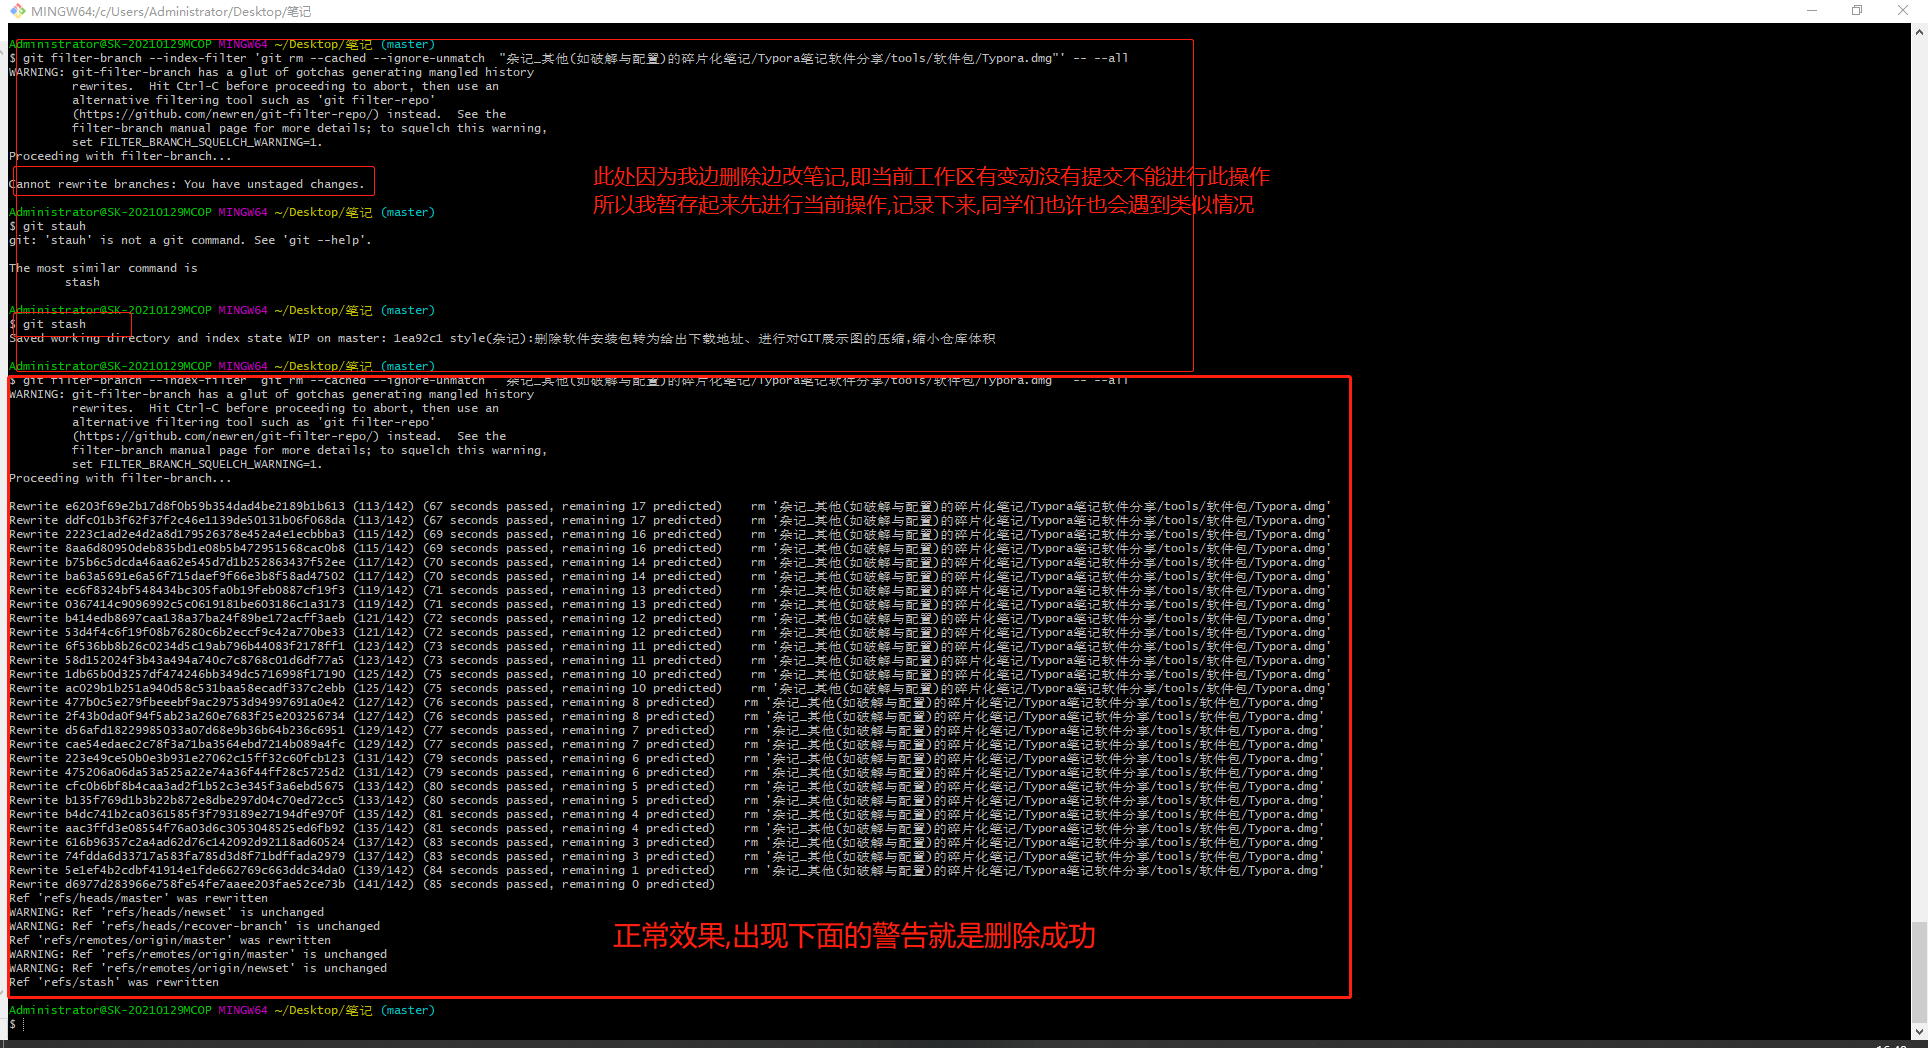 MINGW64:/c/Users/Administrator/Desktop/笔记
Administrator@SK-20210129MCOP MINGW64 ~/Desktop/笔记 (master)
$ git filter-branch --index-filter 'git rm --cached --ignore-unmatch  "杂记_其他(如破解与配置)的碎片化笔记/Typora笔记软件分享/tools/软件包/Typora.dmg"' -- --all
WARNING: git-filter-branch has a glut of gotchas generating mangled history
rewrites.  Hit Ctrl-C before proceeding to abort, then use an
alternative filtering tool such as 'git filter-repo'
(https://github.com/newren/git-filter-repo/) instead.  See the
filter-branch manual page for more details; to squelch this warning,
set FILTER_BRANCH_SQUELCH_WARNING=1.
Proceeding with filter-branch...
Cannot rewrite branches: You have unstaged changes.
此处因为我边删除边改笔记,即当前工作区有变动没有提交不能进行此操作
所以我暂存起来先进行当前操作,记录下来,同学们也许也会遇到类似情况
Administrator@SK-20210129MCOP MINGW64 ~/Desktop/笔记 (master)
$ git stauh
git: 'stauh' is not a git command. See 'git --help'.
The most similar command is
stash
Administrator@SK-20210129MCOP MINGW64 ~/Desktop/笔记 (master)
$ git stash
Saved working directory and index state WIP on master: 1ea92c1 style(杂记):删除软件安装包转为给出下载地址、进行对GIT展示图的压缩,缩小仓库体积
Administrator@SK-20210129MCOP MINGW64 ~/Desktop/笔记 (master)
$ git filter-branch --index-filter 'git rm --cached --ignore-unmatch  "杂记_其他(如破解与配置)的碎片化笔记/Typora笔记软件分享/tools/软件包/Typora.dmg"' -- --all
WARNING: git-filter-branch has a glut of gotchas generating mangled history
rewrites.  Hit Ctrl-C before proceeding to abort, then use an
alternative filtering tool such as 'git filter-repo'
(https://github.com/newren/git-filter-repo/) instead.  See the
filter-branch manual page for more details; to squelch this warning,
set FILTER_BRANCH_SQUELCH_WARNING=1.
Proceeding with filter-branch...
Rewrite e6203f69e2b17d8f0b59b354dad4be2189b1b613 (113/142) (67 seconds passed, remaining 17 predicted)    rm '杂记_其他(如破解与配置)的碎片化笔记/Typora笔记软件分享/tools/软件包/Typora.dmg'
Rewrite ddfc01b3f62f37f2c46e1139de50131b06f068da (113/142) (67 seconds passed, remaining 17 predicted)    rm '杂记_其他(如破解与配置)的碎片化笔记/Typora笔记软件分享/tools/软件包/Typora.dmg'
Rewrite 2223c1ad2e4d2a8d179526378e452a4e1ecbbba3 (115/142) (69 seconds passed, remaining 16 predicted)    rm '杂记_其他(如破解与配置)的碎片化笔记/Typora笔记软件分享/tools/软件包/Typora.dmg'
Rewrite 8aa6d80950deb835bd1e08b5b472951568cac0b8 (115/142) (69 seconds passed, remaining 16 predicted)    rm '杂记_其他(如破解与配置)的碎片化笔记/Typora笔记软件分享/tools/软件包/Typora.dmg'
Rewrite b75b6c5dcda46aa62e545d7d1b252863437f52ee (117/142) (70 seconds passed, remaining 14 predicted)    rm '杂记_其他(如破解与配置)的碎片化笔记/Typora笔记软件分享/tools/软件包/Typora.dmg'
Rewrite ba63a5691e6a56f715daef9f66e3b8f58ad47502 (117/142) (70 seconds passed, remaining 14 predicted)    rm '杂记_其他(如破解与配置)的碎片化笔记/Typora笔记软件分享/tools/软件包/Typora.dmg'
Rewrite ec6f8324bf548434bc305fa0b19feb0887cf19f3 (119/142) (71 seconds passed, remaining 13 predicted)    rm '杂记_其他(如破解与配置)的碎片化笔记/Typora笔记软件分享/tools/软件包/Typora.dmg'
Rewrite 0367414c9096992c5c0619181be603186c1a3173 (119/142) (71 seconds passed, remaining 13 predicted)    rm '杂记_其他(如破解与配置)的碎片化笔记/Typora笔记软件分享/tools/软件包/Typora.dmg'
Rewrite b414edb8697caa138a37ba24f89be172acff3aeb (121/142) (72 seconds passed, remaining 12 predicted)    rm '杂记_其他(如破解与配置)的碎片化笔记/Typora笔记软件分享/tools/软件包/Typora.dmg'
Rewrite 53d4f4c6f19f08b76280c6b2eccf9c42a770be33 (121/142) (72 seconds passed, remaining 12 predicted)    rm '杂记_其他(如破解与配置)的碎片化笔记/Typora笔记软件分享/tools/软件包/Typora.dmg'
Rewrite 6f536bb8b26c0234d5c19ab796b44083f2178ff1 (123/142) (73 seconds passed, remaining 11 predicted)    rm '杂记_其他(如破解与配置)的碎片化笔记/Typora笔记软件分享/tools/软件包/Typora.dmg'
Rewrite 58d152024f3b43a494a740c7c8768c01d6df77a5 (123/142) (73 seconds passed, remaining 11 predicted)    rm '杂记_其他(如破解与配置)的碎片化笔记/Typora笔记软件分享/tools/软件包/Typora.dmg'
Rewrite 1db65b0d3257df474246bb349dc5716998f17190 (125/142) (75 seconds passed, remaining 10 predicted)    rm '杂记_其他(如破解与配置)的碎片化笔记/Typora笔记软件分享/tools/软件包/Typora.dmg'
Rewrite ac029b1b251a940d58c531baa58ecadf337c2ebb (125/142) (75 seconds passed, remaining 10 predicted)    rm '杂记_其他(如破解与配置)的碎片化笔记/Typora笔记软件分享/tools/软件包/Typora.dmg'
Rewrite 477b0c5e279fbeeebf9ac29753d94997691a0e42 (127/142) (76 seconds passed, remaining 8 predicted)    rm '杂记_其他(如破解与配置)的碎片化笔记/Typora笔记软件分享/tools/软件包/Typora.dmg'
Rewrite 2f43b0da0f94f5ab23a260e7683f25e203256734 (127/142) (76 seconds passed, remaining 8 predicted)    rm '杂记_其他(如破解与配置)的碎片化笔记/Typora笔记软件分享/tools/软件包/Typora.dmg'
Rewrite d56afd18229985033a07d68e9b36b64b236c6951 (129/142) (77 seconds passed, remaining 7 predicted)    rm '杂记_其他(如破解与配置)的碎片化笔记/Typora笔记软件分享/tools/软件包/Typora.dmg'
Rewrite cae54edaec2c78f3a71ba3564ebd7214b089a4fc (129/142) (77 seconds passed, remaining 7 predicted)    rm '杂记_其他(如破解与配置)的碎片化笔记/Typora笔记软件分享/tools/软件包/Typora.dmg'
Rewrite 223e49ce50b0e3b931e27062c15ff32c60fcb123 (131/142) (79 seconds passed, remaining 6 predicted)    rm '杂记_其他(如破解与配置)的碎片化笔记/Typora笔记软件分享/tools/软件包/Typora.dmg'
Rewrite 475206a06da53a525a22e74a36f44ff28c5725d2 (131/142) (79 seconds passed, remaining 6 predicted)    rm '杂记_其他(如破解与配置)的碎片化笔记/Typora笔记软件分享/tools/软件包/Typora.dmg'
Rewrite cfc0b6bf8b4caa3ad2f1b52c3e345f3a6ebd5675 (133/142) (80 seconds passed, remaining 5 predicted)    rm '杂记_其他(如破解与配置)的碎片化笔记/Typora笔记软件分享/tools/软件包/Typora.dmg'
Rewrite b135f769d1b3b22b872e8dbe297d04c70ed72cc5 (133/142) (80 seconds passed, remaining 5 predicted)    rm '杂记_其他(如破解与配置)的碎片化笔记/Typora笔记软件分享/tools/软件包/Typora.dmg'
Rewrite b4dc741b2ca0361585f3f793189e27194dfe970f (135/142) (81 seconds passed, remaining 4 predicted)    rm '杂记_其他(如破解与配置)的碎片化笔记/Typora笔记软件分享/tools/软件包/Typora.dmg'
Rewrite aac3ffd3e08554f76a03d6c3053048525ed6fb92 (135/142) (81 seconds passed, remaining 4 predicted)    rm '杂记_其他(如破解与配置)的碎片化笔记/Typora笔记软件分享/tools/软件包/Typora.dmg'
Rewrite 616b96357c2a4ad62d76c142092d92118ad60524 (137/142) (83 seconds passed, remaining 3 predicted)    rm '杂记_其他(如破解与配置)的碎片化笔记/Typora笔记软件分享/tools/软件包/Typora.dmg'
Rewrite 74fdda6d33717a583fa785d3d8f71bdffada2979 (137/142) (83 seconds passed, remaining 3 predicted)    rm '杂记_其他(如破解与配置)的碎片化笔记/Typora笔记软件分享/tools/软件包/Typora.dmg'
Rewrite 5e1ef4b2cdbf41914e1fde662769c663ddc34da0 (139/142) (84 seconds passed, remaining 1 predicted)    rm '杂记_其他(如破解与配置)的碎片化笔记/Typora笔记软件分享/tools/软件包/Typora.dmg'
Rewrite d6977d283966e758fe54fe7aaee203fae52ce73b (141/142) (85 seconds passed, remaining 0 predicted)
Ref 'refs/heads/master' was rewritten
WARNING: Ref 'refs/heads/newset' is unchanged
WARNING: Ref 'refs/heads/recover-branch' is unchanged
Ref 'refs/remotes/origin/master' was rewritten
WARNING: Ref 'refs/remotes/origin/master' is unchanged
WARNING: Ref 'refs/remotes/origin/newset' is unchanged
Ref 'refs/stash' was rewritten
正常效果,出现下面的警告就是删除成功
Administrator@SK-20210129MCOP MINGW64 ~/Desktop/笔记 (master)
$